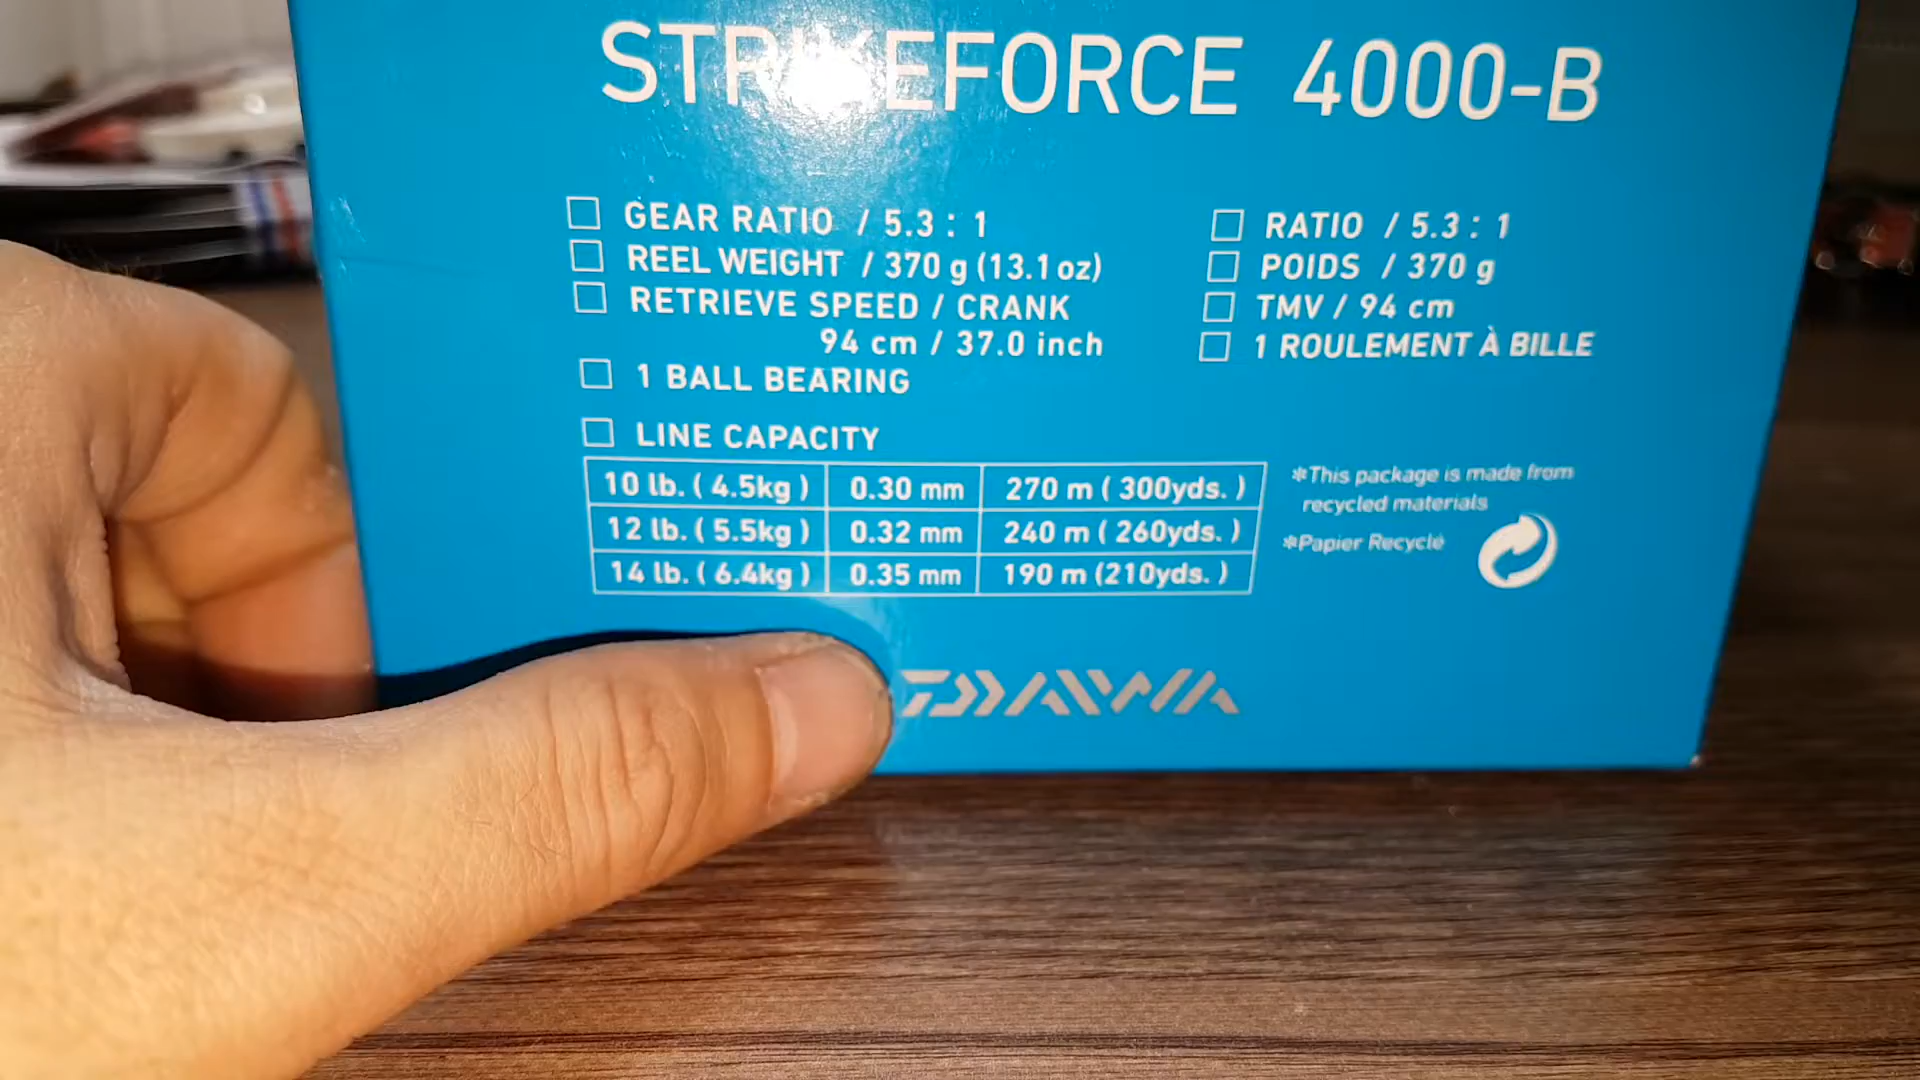 STRIKEFORCE 4000-B
GEAR RATIO / 5.3 : 1
REEL WEIGHT / 370 g (13.1 oz)
RETRIEVE SPEED / CRANK
94 cm / 37.0 inch
1 BALL BEARING
RATIO / 5.3 : 1
POIDS / 370 g
TMV / 94 cm
1 ROULEMENT À BILLE
LINE CAPACITY
10 lb. ( 4.5kg ) 0.30 mm 270 m ( 300yds. )
12 lb. ( 5.5kg ) 0.32 mm 240 m ( 260yds. )
14 lb. ( 6.4kg ) 0.35 mm 190 m (210yds. )
*This package is made from
recycled materials
*Papier Recyclé
DAIWA